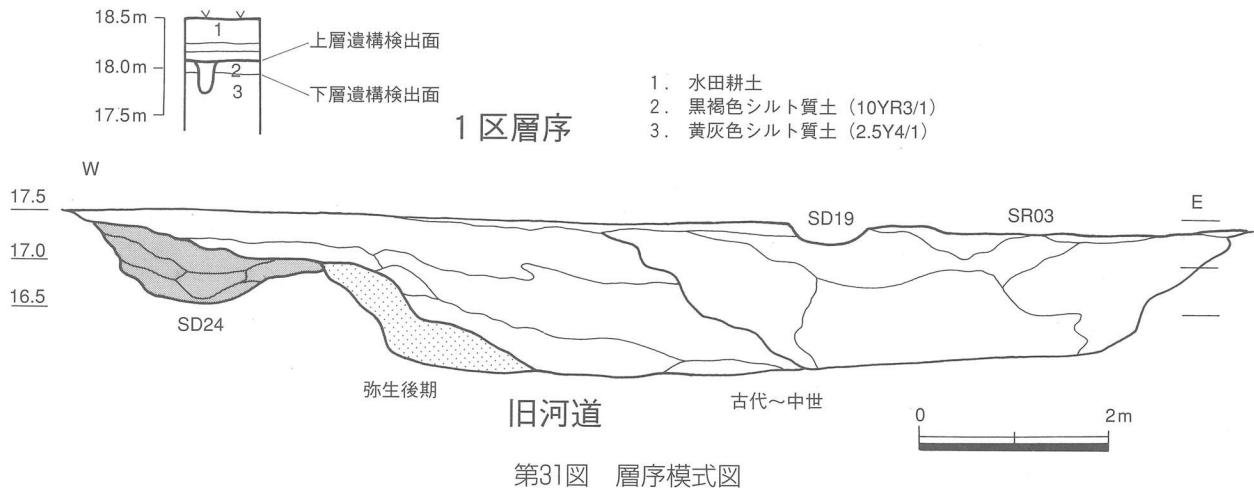 18.5m
1
上層遺構検出面
18.0m
2
3
下層遺構検出面
17.5m
1区層序
1. 水田耕土
2. 黒褐色シルト質土（10YR3/1）
3. 黄灰色シルト質土（2.5Y4/1）
W
E
17.5
17.0
16.5
SD19
SR03
SD24
弥生後期
旧河道
古代～中世
0
2m
第31図 層序模式図